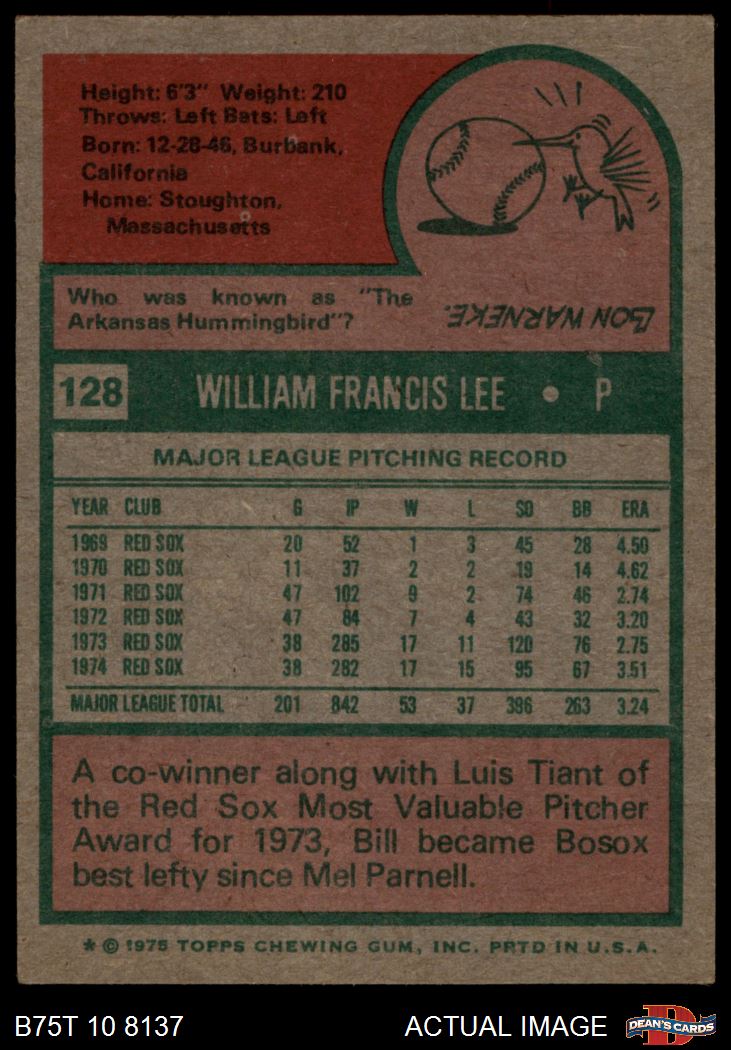 Height: 6'3" Weight: 210
Throws: Left Bats: Left
Born: 12-28-46, Burbank,
California
Home: Stoughton,
Massachusetts
Who was known as "The
Arkansas Hummingbird"?
LON WARNEKE.
128 WILLIAM FRANCIS LEE • P
MAJOR LEAGUE PITCHING RECORD
YEAR CLUB G IP W L SO BB ERA
1969 RED SOX 20 52 1 3 45 28 4.50
1970 RED SOX 11 37 2 2 19 14 4.62
1971 RED SOX 47 102 9 2 74 46 2.74
1972 RED SOX 47 84 7 4 43 32 3.20
1973 RED SOX 38 285 17 11 120 76 2.75
1974 RED SOX 38 282 17 15 95 67 3.51
MAJOR LEAGUE TOTAL 201 842 53 37 396 263 3.24
A co-winner along with Luis Tiant of
the Red Sox Most Valuable Pitcher
Award for 1973, Bill became Bosox
best lefty since Mel Parnell.
* © 1975 TOPPS CHEWING GUM, INC. PRTD IN U.S.A.
B75T 10 8137 ACTUAL IMAGE
DEAN'S CARDS